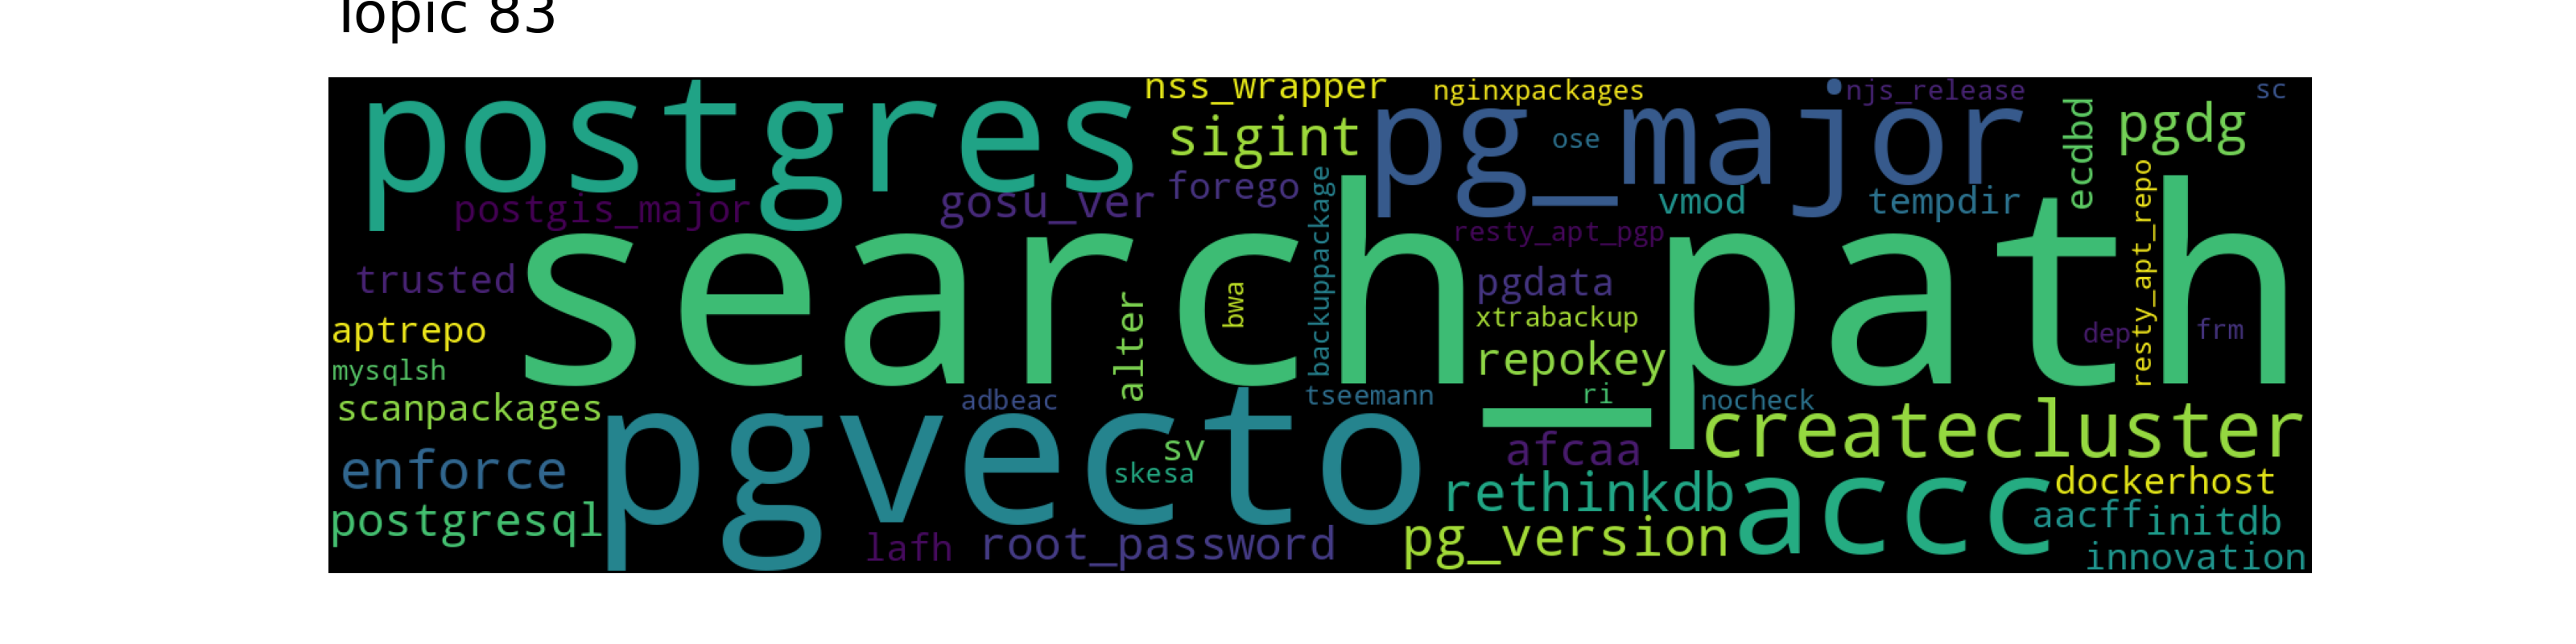 Topic 83
postgres
nss_wrapper
nginxpackages
njs_release
sc
sigint
pg_major
ose
ecdbd
pgdg
postgis_major
gosu_ver
forego
vmod
tempdir
resty_apt_pgp
resty_apt_repo
backuppackage
trusted
search_path
pgdata
aptrepo
alter
bwa
xtrabackup
dep
frm
mysqlsh
repokey
scanpackages
adbeac
tseemann
ri
nocheck
createcluster
enforce
pgvecto
sv
skesa
afcaa
rethinkdb
accc
dockerhost
postgresql
lafh
root_password
pg_version
aacff
initdb
innovation